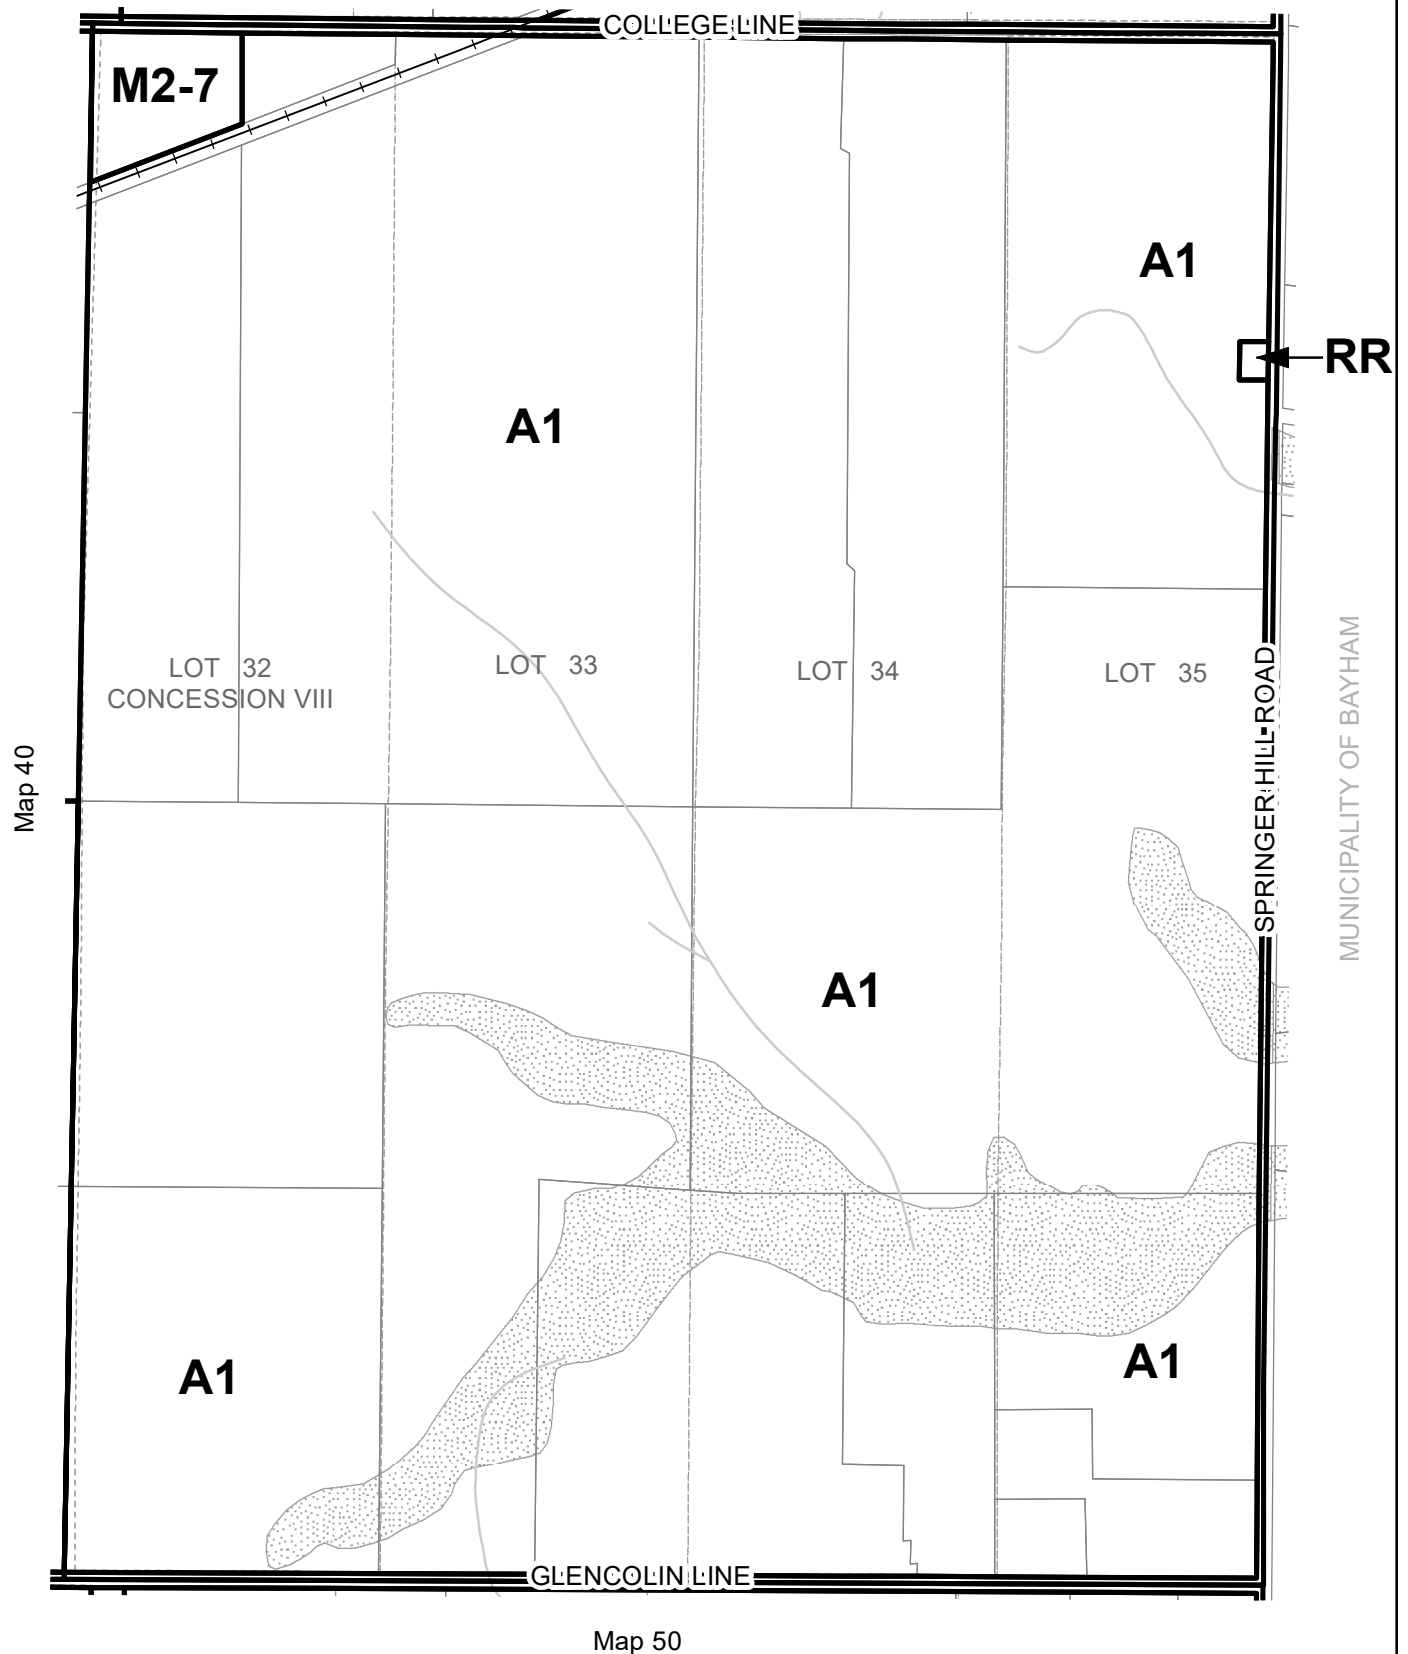 COLLEGE LINE
M2-7
A1
RR
A1
LOT 32
CONCESSION VIII
LOT 33
LOT 34
LOT 35
SPRINGER HILL ROAD
MUNICIPALITY OF BAYHAM
Map 40
A1
A1
A1
GLENCOLIN LINE
Map 50